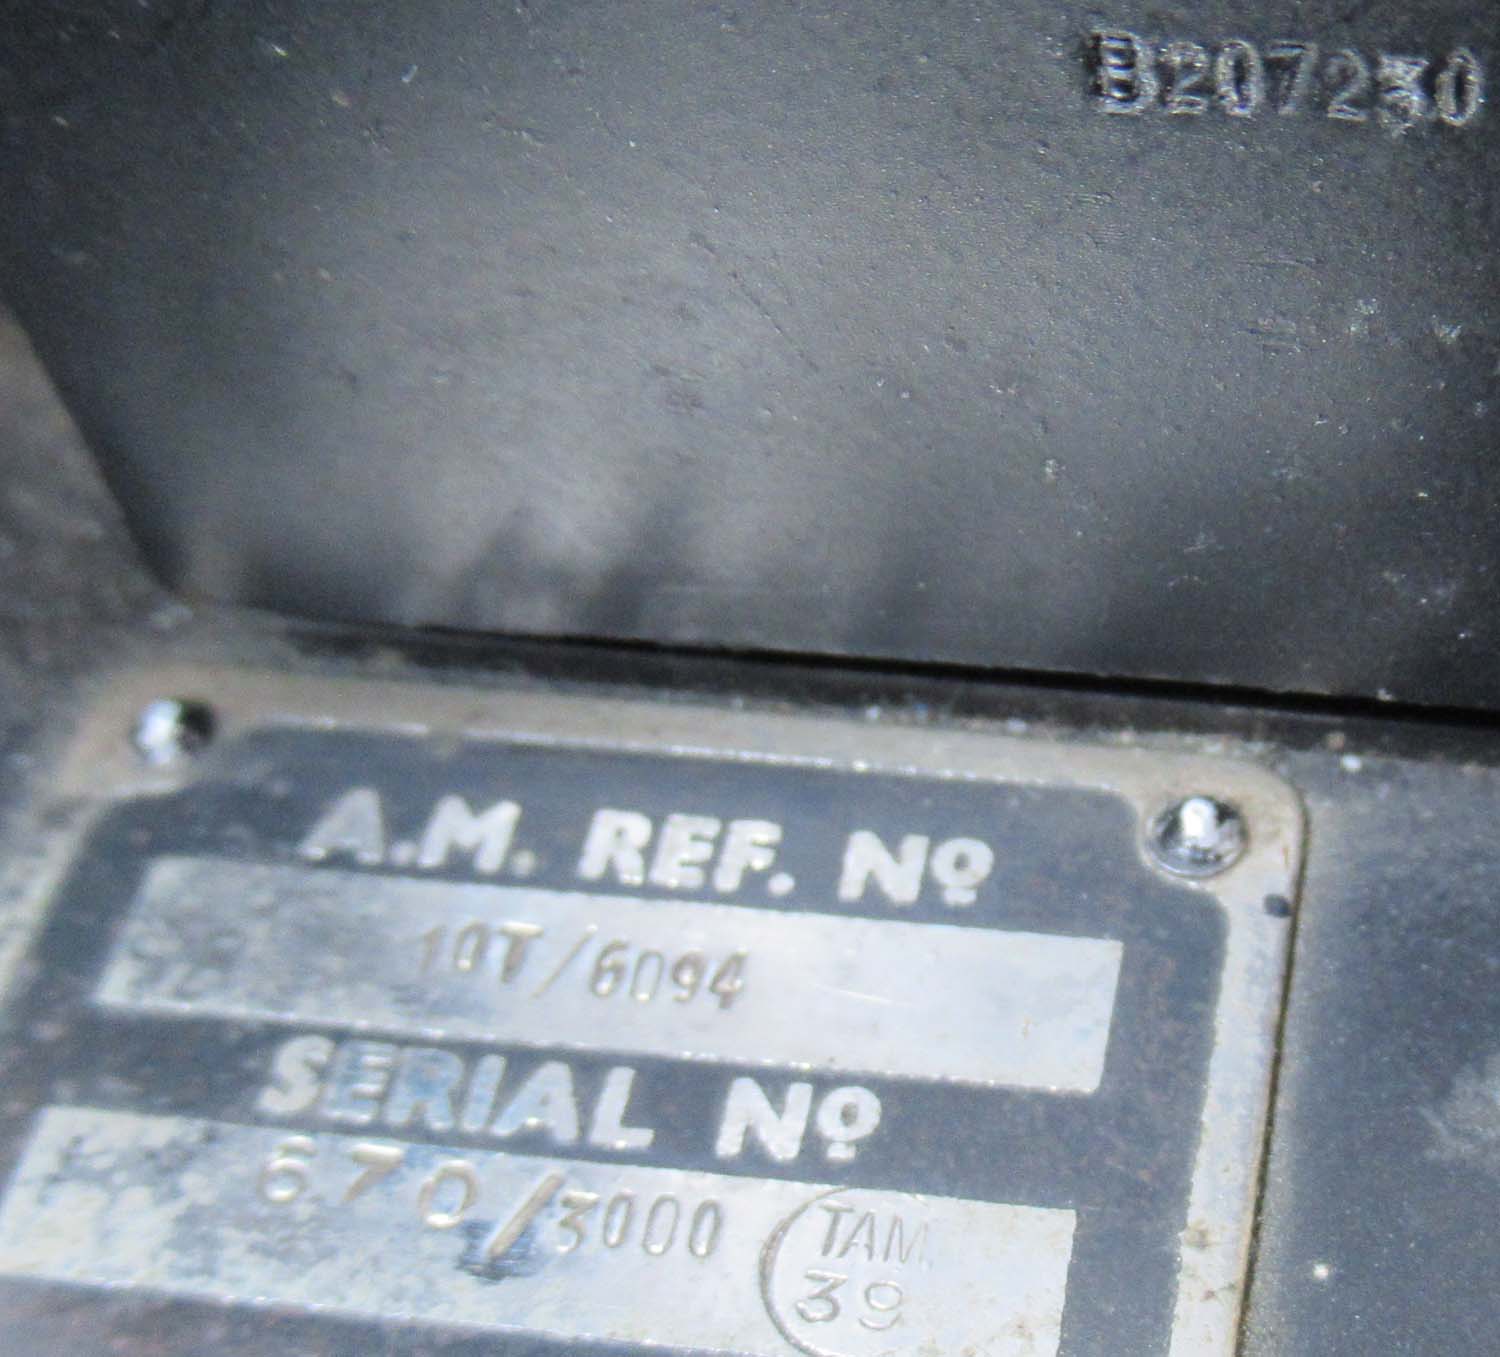 B207230
A.M. REF. Nº
10T/6094
SERIAL Nº
670/3000
TAM.
39